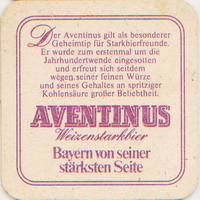 Der Aventinus gilt als besonderer
Geheimtip für Starkbierfreunde.
Er wurde zum erstenmal um die
Jahrhundertwende eingesotten
und erfreut sich seitdem
wegen seiner feinen Würze
und seines Gehaltes an spritziger
Kohlensäure großer Beliebtheit.
AVENTINUS
Weizenstarkbier
Bayern von seiner
stärksten Seite